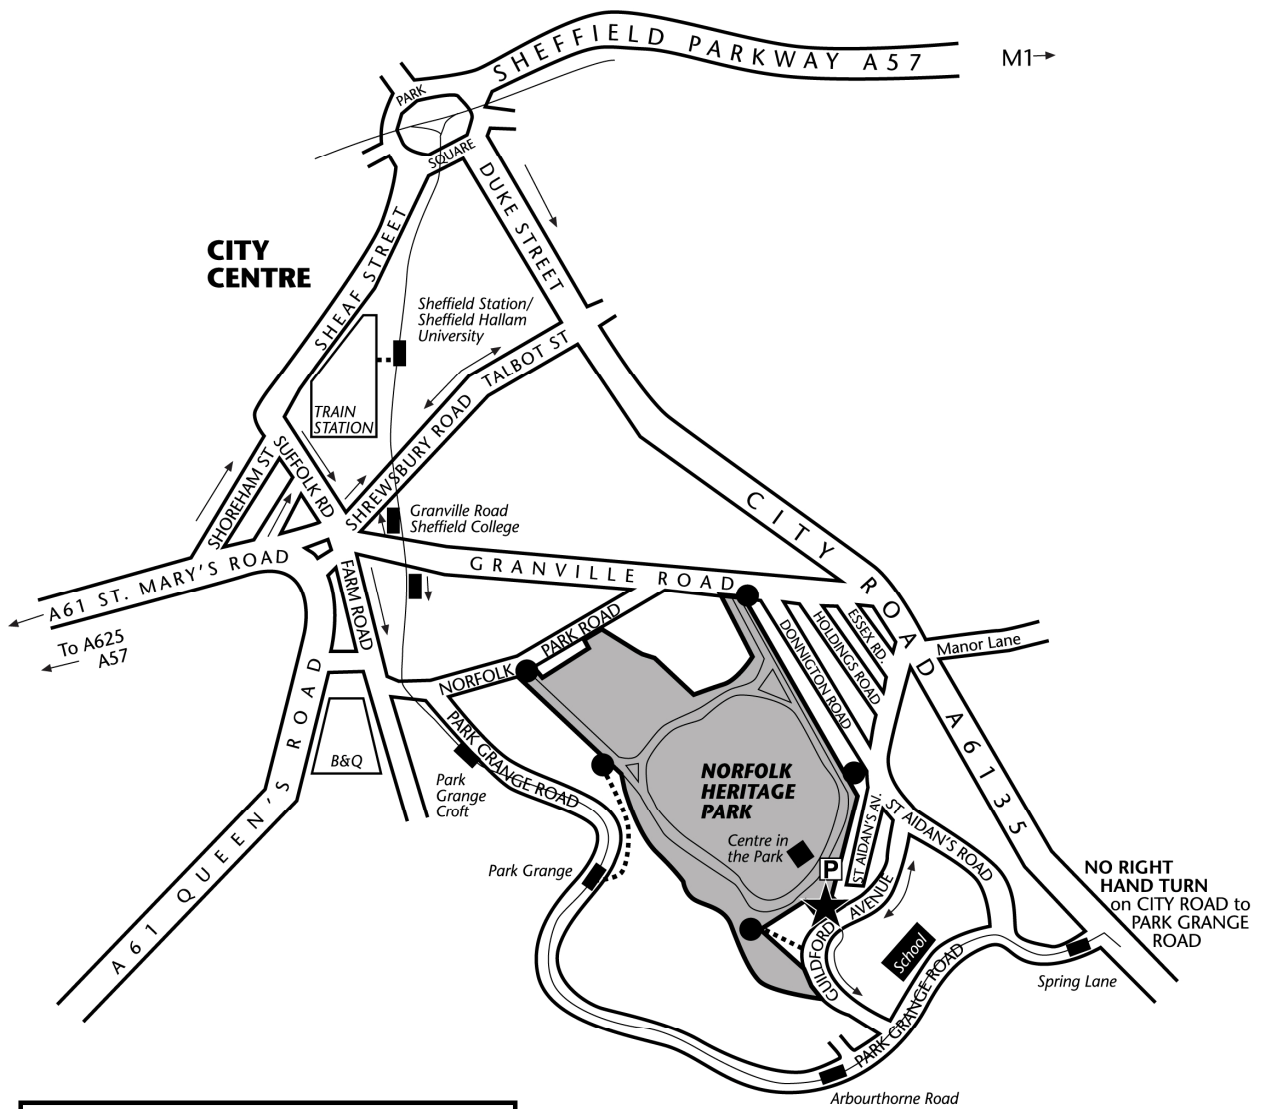 SHEFFIELD PARKWAY A57
M1
PARK
SQUARE
DUKE STREET
SHEAF STREET
CITY
CENTRE
Sheffield Station/
Sheffield Hallam
University
TALBOT ST
TRAIN
STATION
SHREWSBURY ROAD
SUFFOLK RD
SHOREHAM ST
Granville Road
Sheffield College
CITY ROAD A6135
A61 ST. MARY'S ROAD
To A625
A57
GRANVILLE ROAD
FARM ROAD
NORFOLK PARK ROAD
DONNINGTON ROAD
HOLDINGS ROAD
ESSEX RD.
Manor Lane
A61 QUEEN'S ROAD
B&Q
PARK GRANGE ROAD
Park
Grange
Croft
NORFOLK
HERITAGE
PARK
Centre in
the Park
P
ST AIDAN'S AV.
ST AIDAN'S ROAD
Park Grange
GUILDFORD AVENUE
School
NO RIGHT
HAND TURN
on CITY ROAD to
PARK GRANGE
ROAD
Spring Lane
PARK GRANGE ROAD
Arbourthorne Road